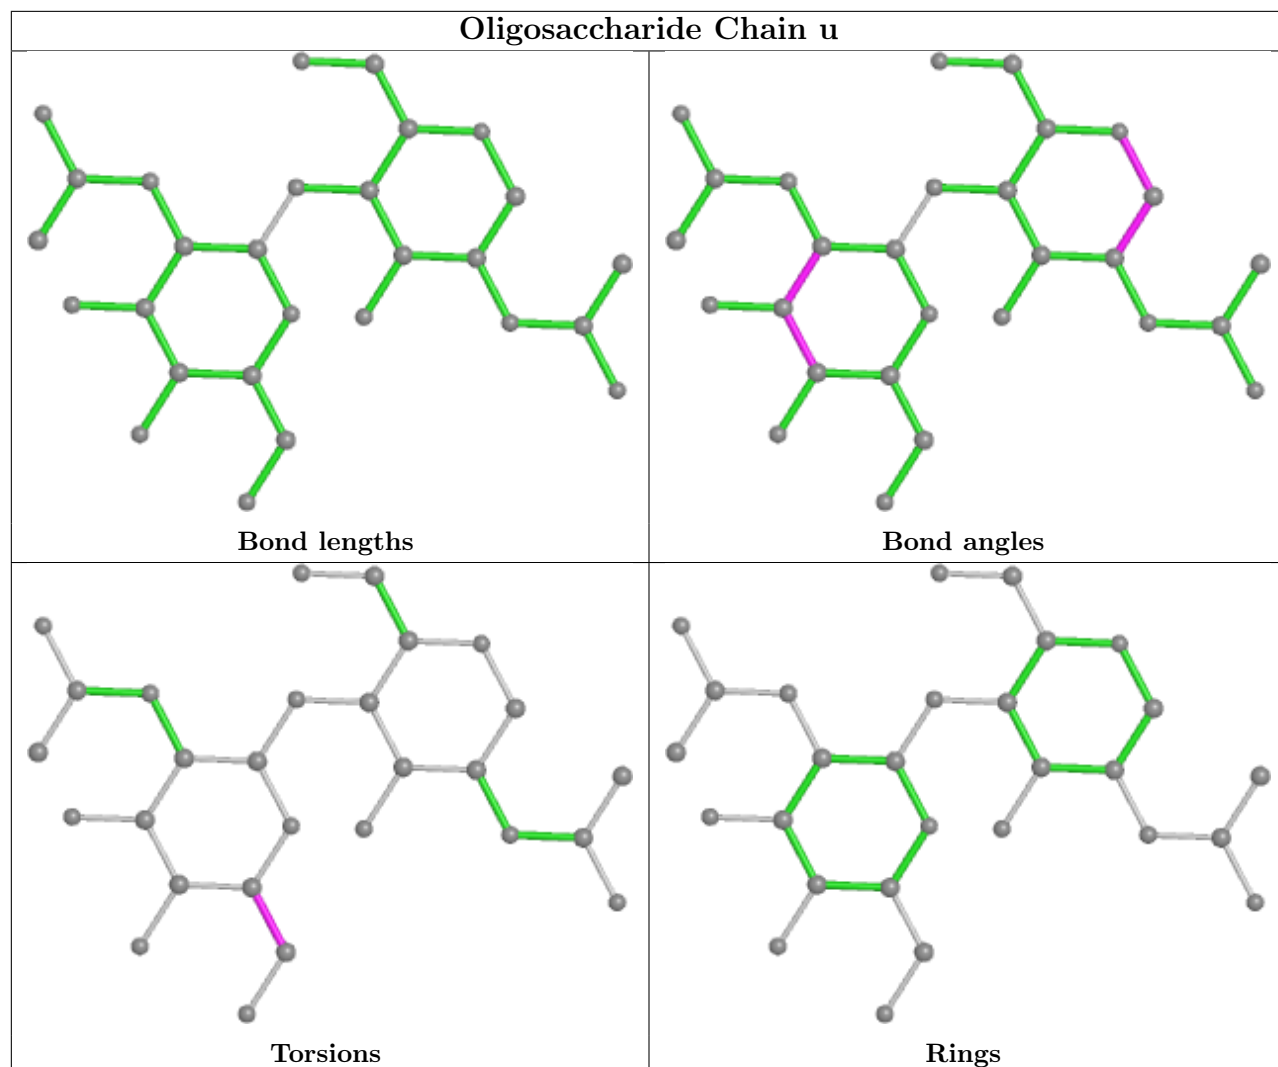 Oligosaccharide Chain u
Bond lengths
Bond angles
Torsions
Rings